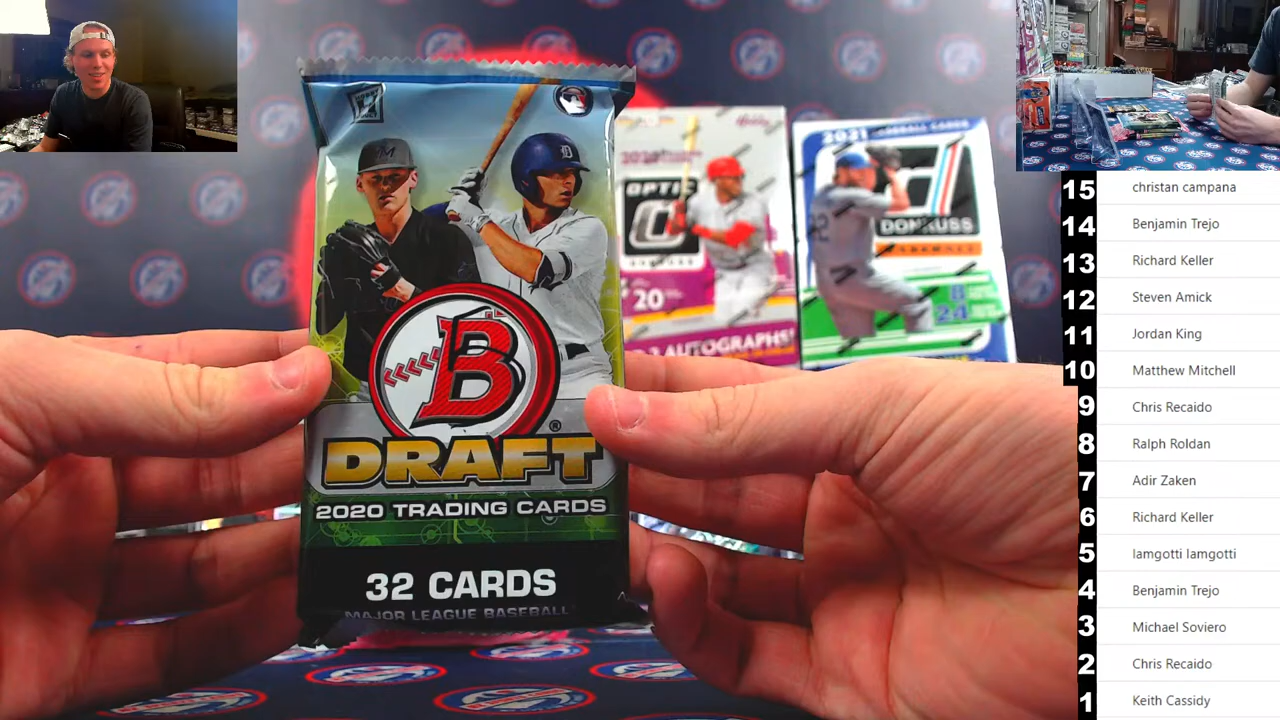 B
DRAFT
®
2020 TRADING CARDS
32 CARDS
MAJOR LEAGUE BASEBALL
D
OPTIC
20
AUTOGRAPHS!
2021 BASEBALL CARDS
DONRUSS
8
24
15 christan campana
14 Benjamin Trejo
13 Richard Keller
12 Steven Amick
11 Jordan King
10 Matthew Mitchell
9 Chris Recaido
8 Ralph Roldan
7 Adir Zaken
6 Richard Keller
5 Iamgotti Iamgotti
4 Benjamin Trejo
3 Michael Soviero
2 Chris Recaido
1 Keith Cassidy